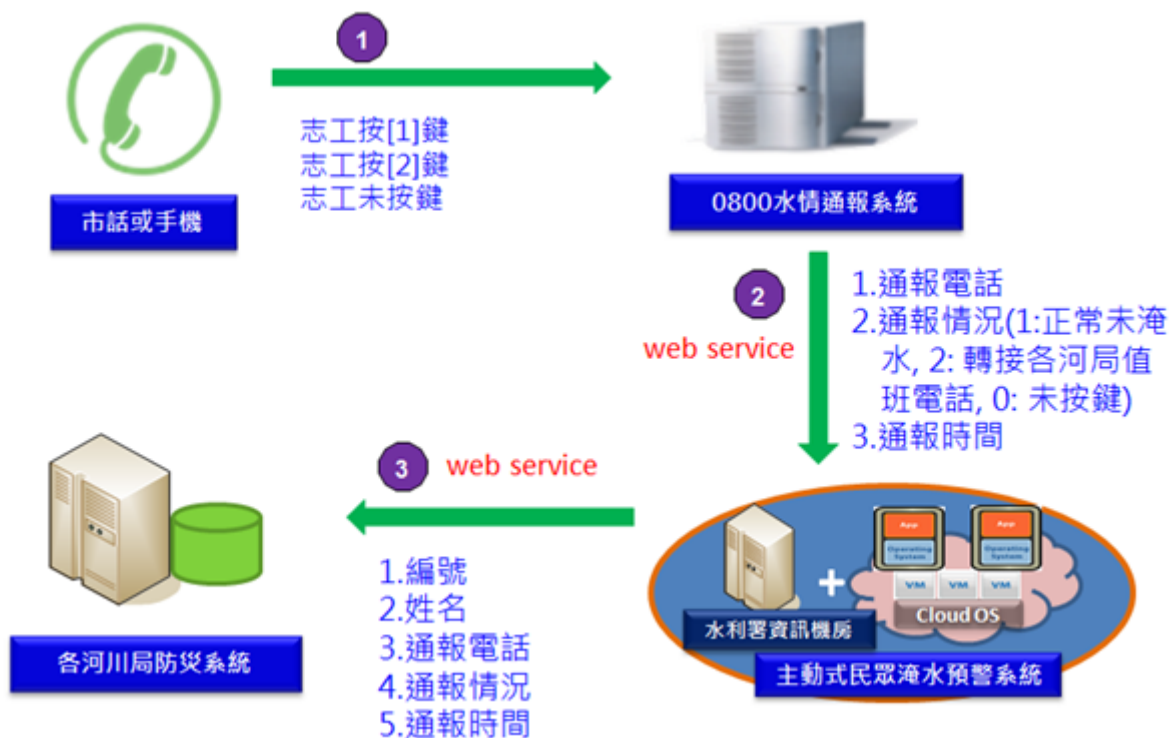 1
志工按[1]鍵
志工按[2]鍵
志工未按鍵
市話或手機
0800水情通報系統
2
web service
1.通報電話
2.通報情況(1:正常未淹
水, 2: 轉接各河局值
班電話, 0: 未按鍵)
3.通報時間
3
web service
1.編號
2.姓名
3.通報電話
4.通報情況
5.通報時間
各河川局防災系統
App
Operating
System
App
Operating
System
VM
VM
VM
Cloud OS
水利署資訊機房
主動式民眾淹水預警系統